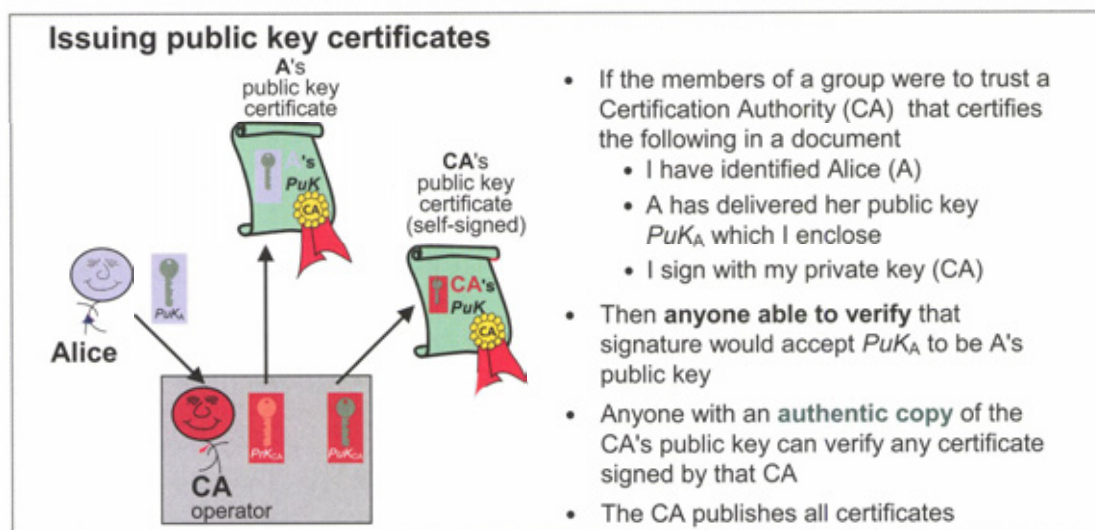 Issuing public key certificates
A's
public key
certificate
A's
PuK
CA
CA's
public key
certificate
(self-signed)
CA's
PuK
CA
PuKA
Alice
PrKCA
PuKCA
CA
operator
• If the members of a group were to trust a
Certification Authority (CA) that certifies
the following in a document
• I have identified Alice (A)
• A has delivered her public key
PuKA which I enclose
• I sign with my private key (CA)
• Then anyone able to verify that
signature would accept PuKA to be A's
public key
• Anyone with an authentic copy of the
CA's public key can verify any certificate
signed by that CA
• The CA publishes all certificates